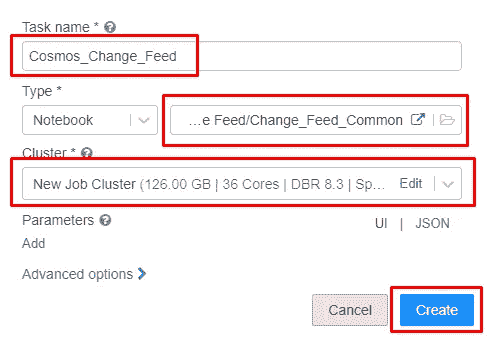 Task name *
Cosmos_Change_Feed
Type *
Notebook
...e Feed/Change_Feed_Common
Cluster *
New Job Cluster (126.00 GB | 36 Cores | DBR 8.3 | Sp... Edit
Parameters
UI | JSON
Add
Advanced options
Cancel
Create